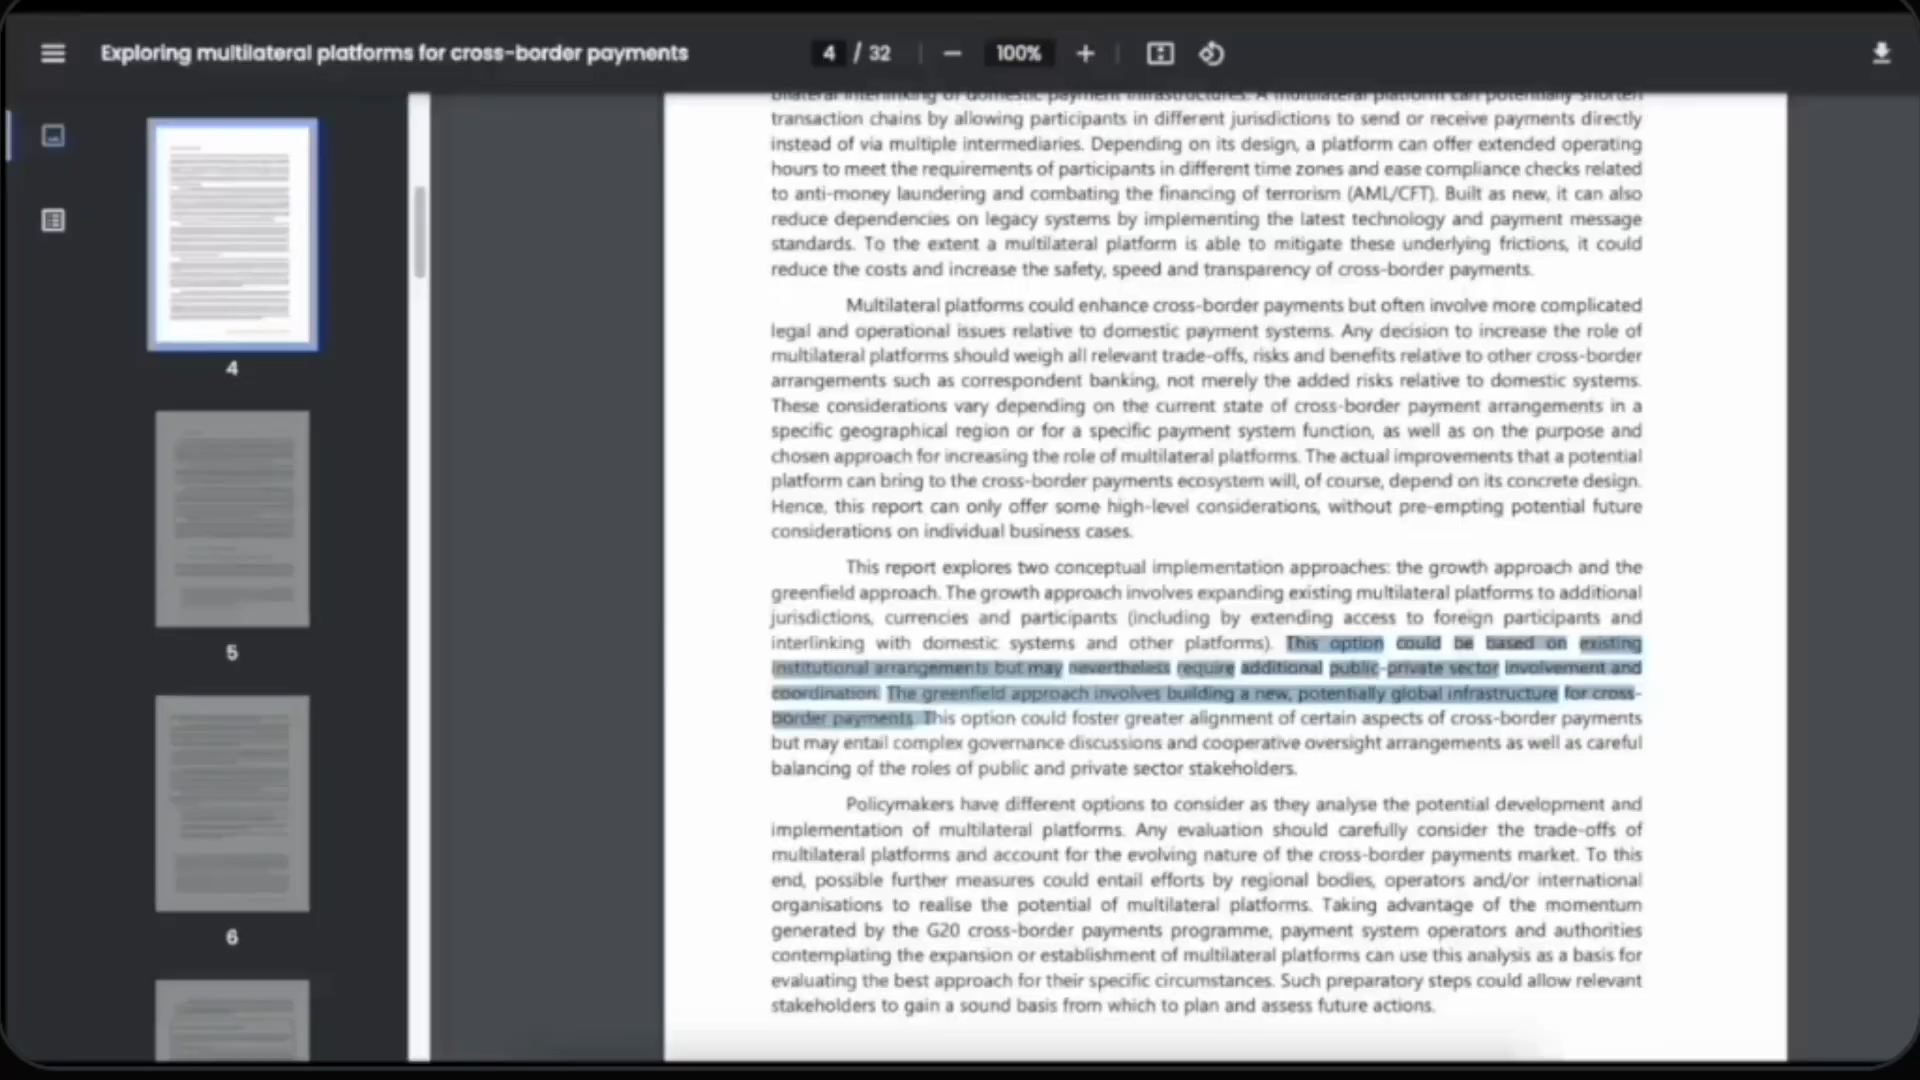 Exploring multilateral platforms for cross-border payments
4 / 32
100%
4
5
6
bilateral interlinking of domestic payment infrastructures. A multilateral platform can potentially shorten
transaction chains by allowing participants in different jurisdictions to send or receive payments directly
instead of via multiple intermediaries. Depending on its design, a platform can offer extended operating
hours to meet the requirements of participants in different time zones and ease compliance checks related
to anti-money laundering and combating the financing of terrorism (AML/CFT). Built as new, it can also
reduce dependencies on legacy systems by implementing the latest technology and payment message
standards. To the extent a multilateral platform is able to mitigate these underlying frictions, it could
reduce the costs and increase the safety, speed and transparency of cross-border payments.
Multilateral platforms could enhance cross-border payments but often involve more complicated
legal and operational issues relative to domestic payment systems. Any decision to increase the role of
multilateral platforms should weigh all relevant trade-offs, risks and benefits relative to other cross-border
arrangements such as correspondent banking, not merely the added risks relative to domestic systems.
These considerations vary depending on the current state of cross-border payment arrangements in a
specific geographical region or for a specific payment system function, as well as on the purpose and
chosen approach for increasing the role of multilateral platforms. The actual improvements that a potential
platform can bring to the cross-border payments ecosystem will, of course, depend on its concrete design.
Hence, this report can only offer some high-level considerations, without pre-empting potential future
considerations on individual business cases.
This report explores two conceptual implementation approaches: the growth approach and the
greenfield approach. The growth approach involves expanding existing multilateral platforms to additional
jurisdictions, currencies and participants (including by extending access to foreign participants and
interlinking with domestic systems and other platforms). This option could be based on existing
institutional arrangements but may nevertheless require additional public-private sector involvement and
coordination. The greenfield approach involves building a new, potentially global infrastructure for cross-
border payments. This option could foster greater alignment of certain aspects of cross-border payments
but may entail complex governance discussions and cooperative oversight arrangements as well as careful
balancing of the roles of public and private sector stakeholders.
Policymakers have different options to consider as they analyse the potential development and
implementation of multilateral platforms. Any evaluation should carefully consider the trade-offs of
multilateral platforms and account for the evolving nature of the cross-border payments market. To this
end, possible further measures could entail efforts by regional bodies, operators and/or international
organisations to realise the potential of multilateral platforms. Taking advantage of the momentum
generated by the G20 cross-border payments programme, payment system operators and authorities
contemplating the expansion or establishment of multilateral platforms can use this analysis as a basis for
evaluating the best approach for their specific circumstances. Such preparatory steps could allow relevant
stakeholders to gain a sound basis from which to plan and assess future actions.